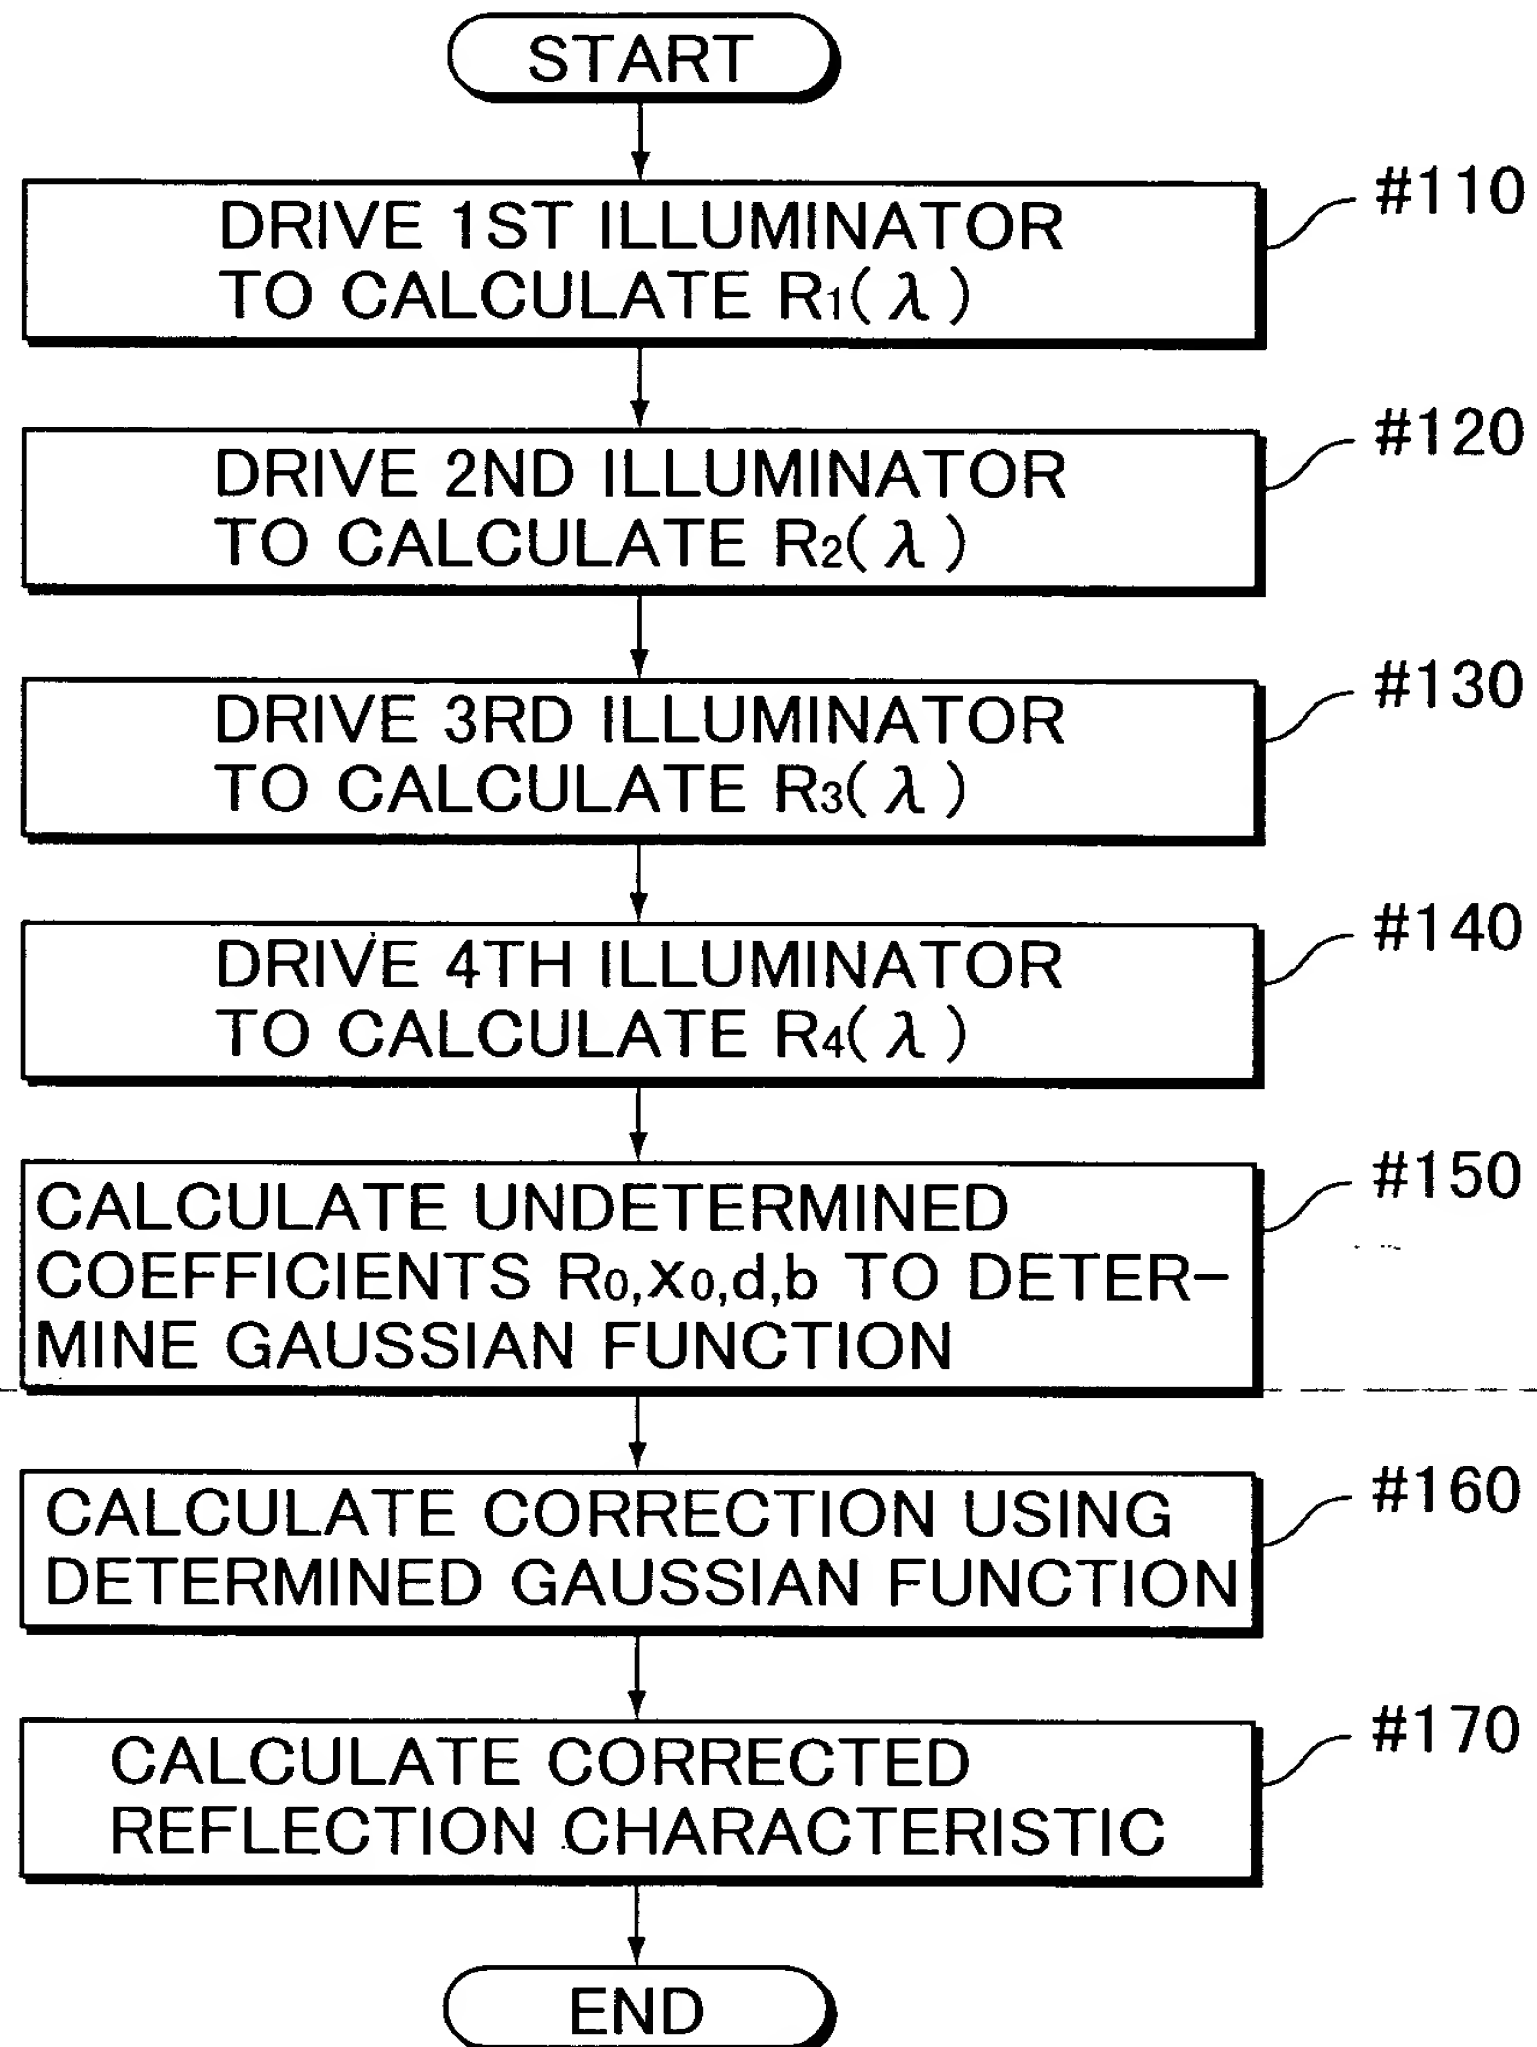 START
#110
DRIVE 1ST ILLUMINATOR
TO CALCULATE R1(λ)
#120
DRIVE 2ND ILLUMINATOR
TO CALCULATE R2(λ)
#130
DRIVE 3RD ILLUMINATOR
TO CALCULATE R3(λ)
#140
DRIVE 4TH ILLUMINATOR
TO CALCULATE R4(λ)
#150
CALCULATE UNDETERMINED
COEFFICIENTS R0,x0,d,b TO DETER-
MINE GAUSSIAN FUNCTION
#160
CALCULATE CORRECTION USING
DETERMINED GAUSSIAN FUNCTION
#170
CALCULATE CORRECTED
REFLECTION CHARACTERISTIC
END